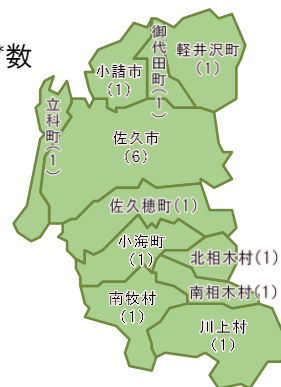 数
御代田町(1)
軽井沢町
(1)
小諸市
(1)
立科町(1)
佐久市
(6)
佐久穂町(1)
小海町
(1)
北相木村(1)
南相木村(1)
南牧村
(1)
川上村
(1)